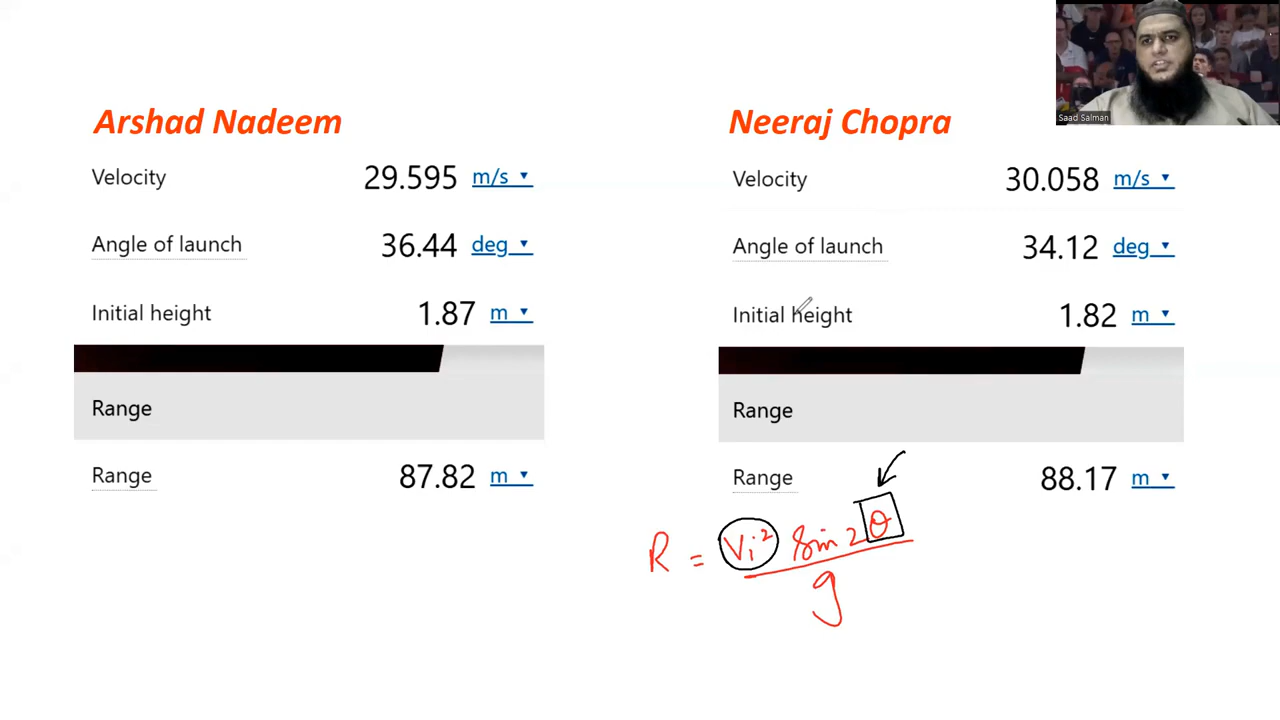 Saad Salman
Arshad Nadeem
Velocity 29.595 m/s
Angle of launch 36.44 deg
Initial height 1.87 m
Range
Range 87.82 m
Neeraj Chopra
Velocity 30.058 m/s
Angle of launch 34.12 deg
Initial height 1.82 m
Range
Range 88.17 m
R = Vi² Sin 2θ
g